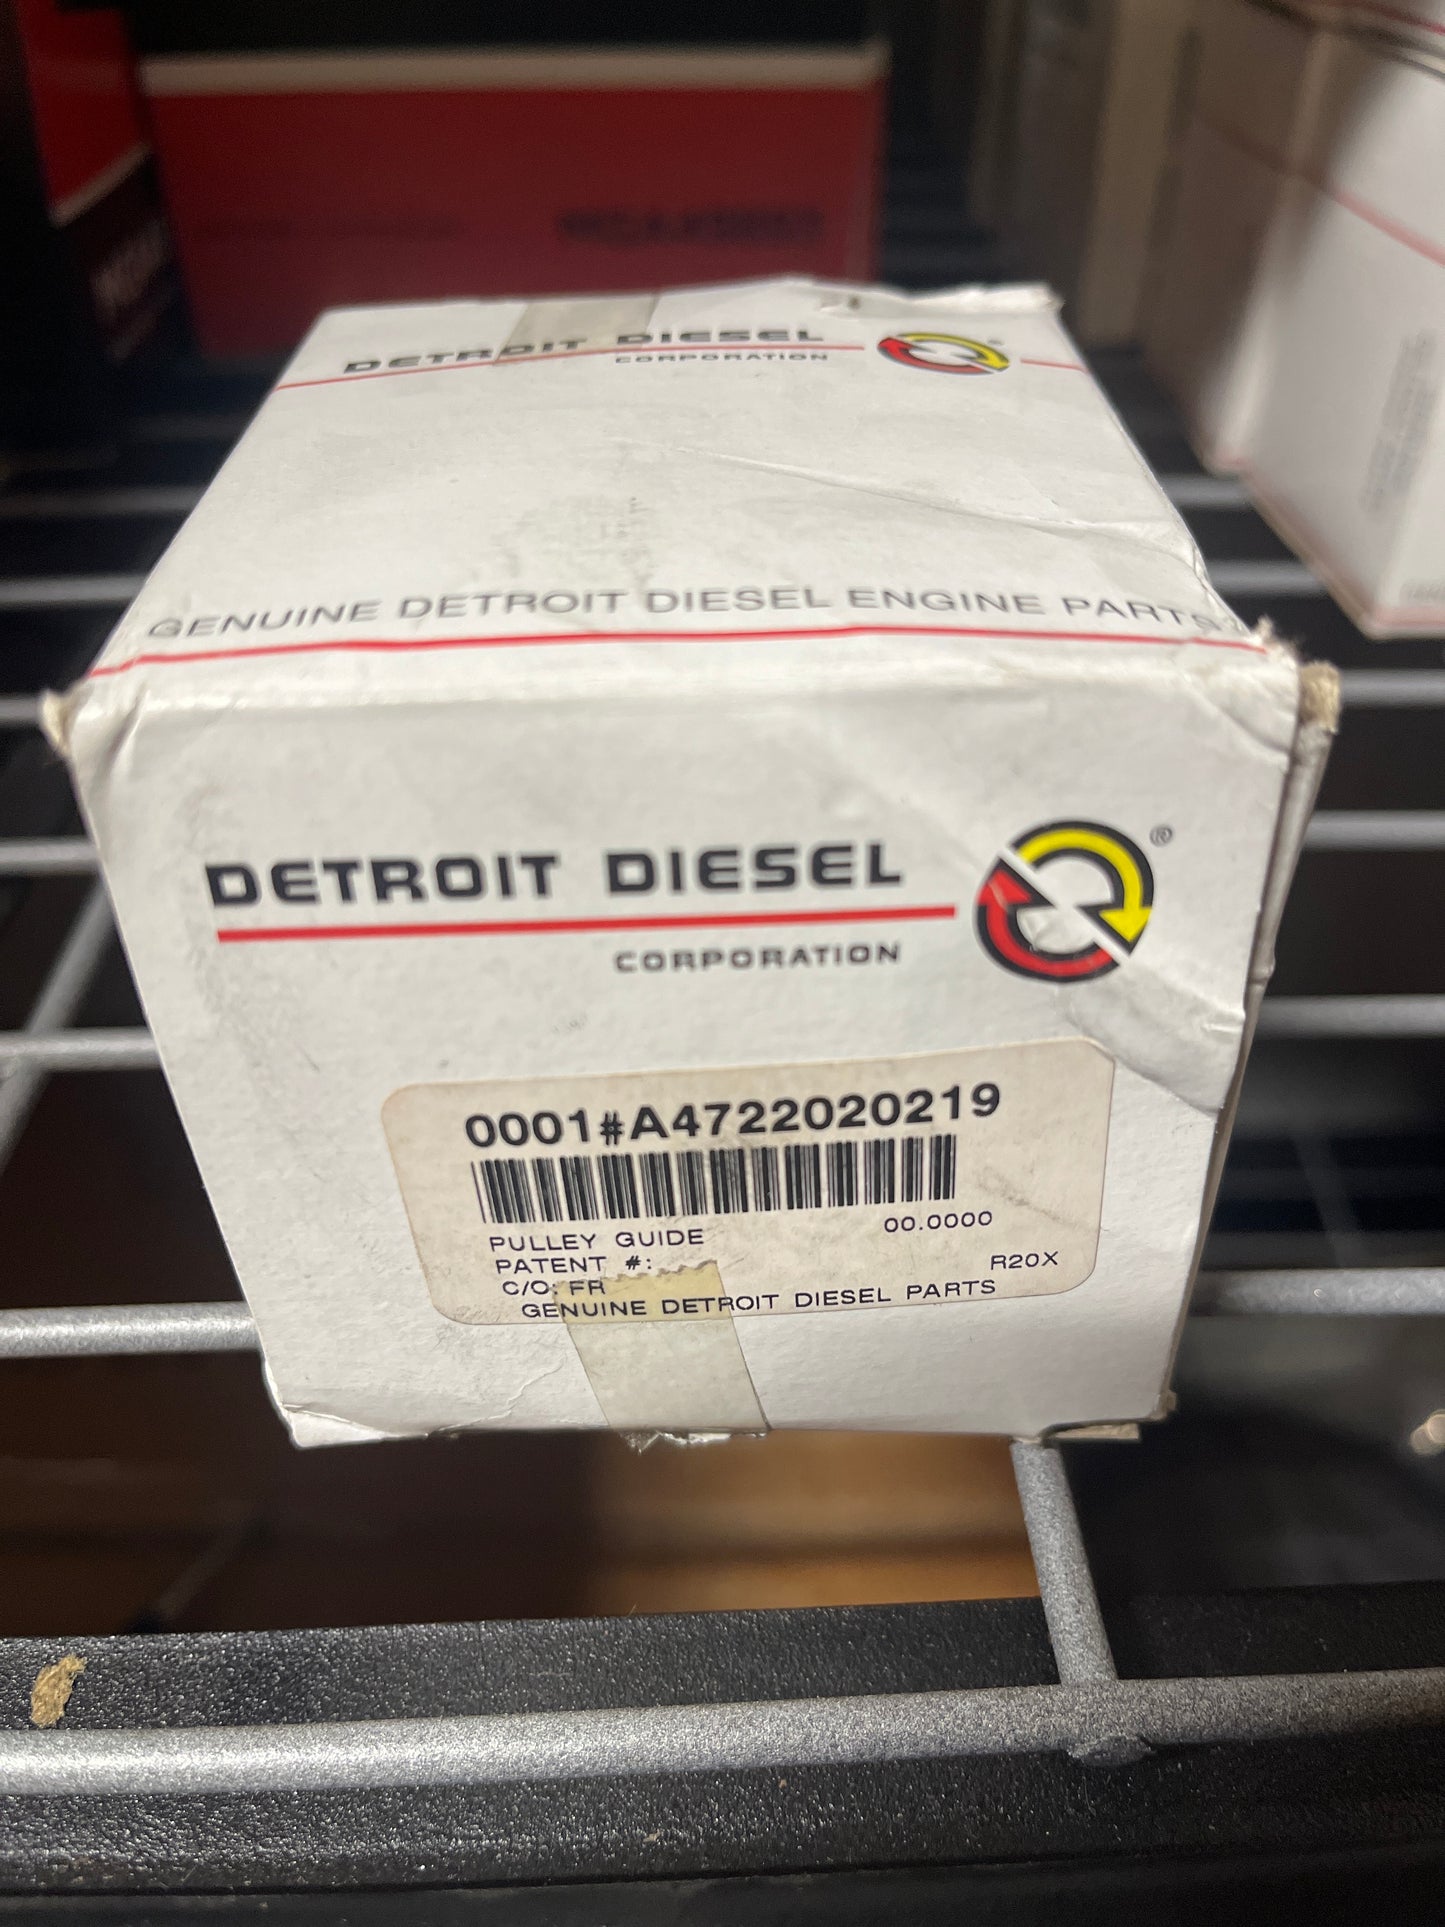 DETROIT DIESEL
CORPORATION
GENUINE DETROIT DIESEL ENGINE PARTS
DETROIT DIESEL
®
CORPORATION
0001#A4722020219
PULLEY GUIDE 00.0000
PATENT #: R20X
C/O: FR
GENUINE DETROIT DIESEL PARTS